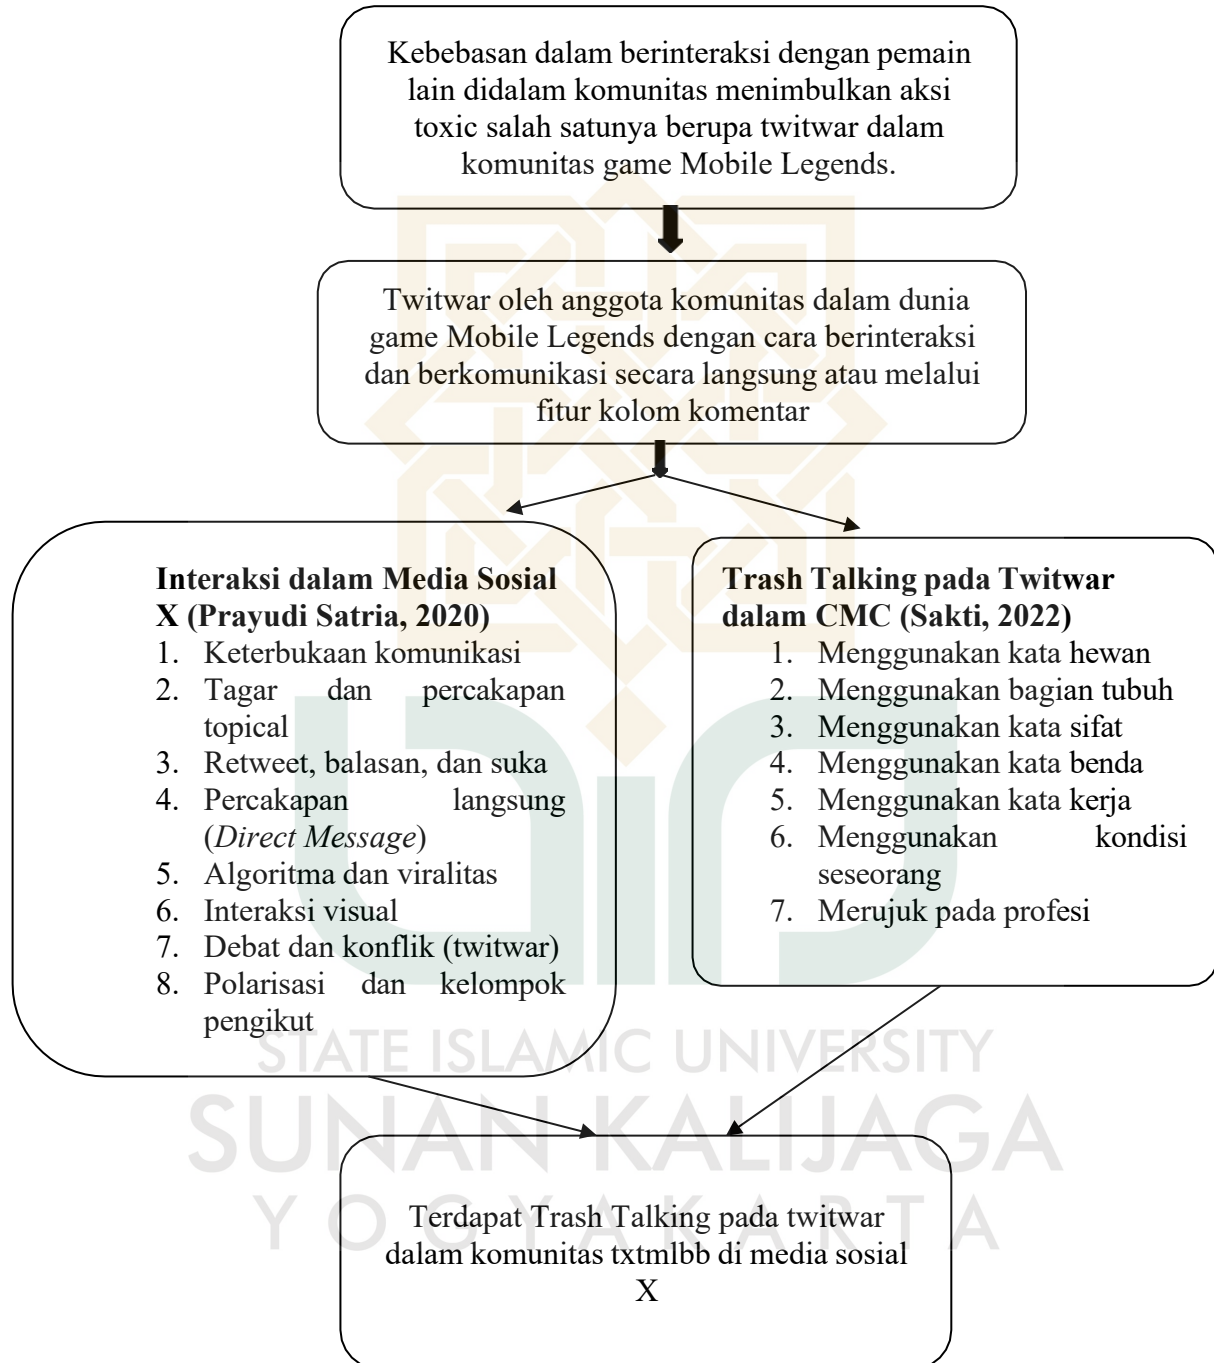 Kebebasan dalam berinteraksi dengan pemain
lain didalam komunitas menimbulkan aksi
toxic salah satunya berupa twitwar dalam
komunitas game Mobile Legends.
Twitwar oleh anggota komunitas dalam dunia
game Mobile Legends dengan cara berinteraksi
dan berkomunikasi secara langsung atau melalui
fitur kolom komentar
Interaksi dalam Media Sosial
X (Prayudi Satria, 2020)
1. Keterbukaan komunikasi
2. Tagar dan percakapan
topical
3. Retweet, balasan, dan suka
4. Percakapan langsung
(Direct Message)
5. Algoritma dan viralitas
6. Interaksi visual
7. Debat dan konflik (twitwar)
8. Polarisasi dan kelompok
pengikut
Trash Talking pada Twitwar
dalam CMC (Sakti, 2022)
1. Menggunakan kata hewan
2. Menggunakan bagian tubuh
3. Menggunakan kata sifat
4. Menggunakan kata benda
5. Menggunakan kata kerja
6. Menggunakan kondisi
seseorang
7. Merujuk pada profesi
STATE ISLAMIC UNIVERSITY
SUNAN KALIJAGA
YOGYAKARTA
Terdapat Trash Talking pada twitwar
dalam komunitas txtmlbb di media sosial
X